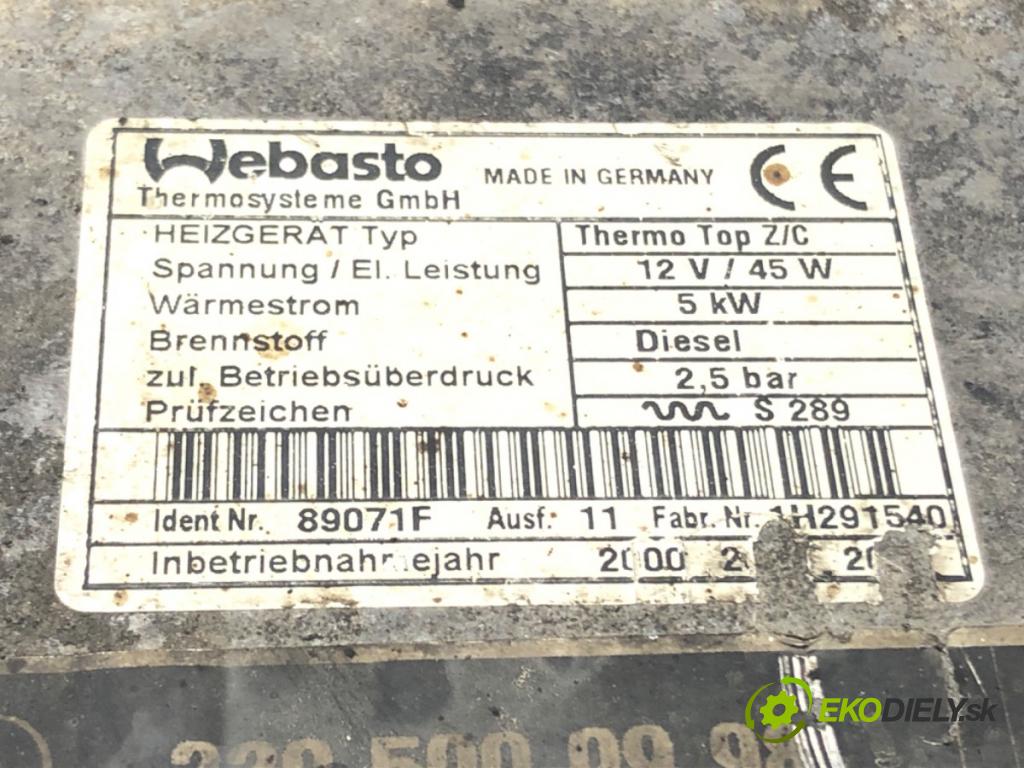 Webasto MADE IN GERMANY CE
Thermosysteme GmbH
HEIZGERÄT Typ Thermo Top Z/C
Spannung / El. Leistung 12 V / 45 W
Wärmestrom 5 kW
Brennstoff Diesel
zul. Betriebsüberdruck 2,5 bar
Prüfzeichen S 289
Ident Nr. 89071F Ausf. 11 Fabr. Nr. 1H291540
Inbetriebnahmejahr 2000
EKODIELY.sk